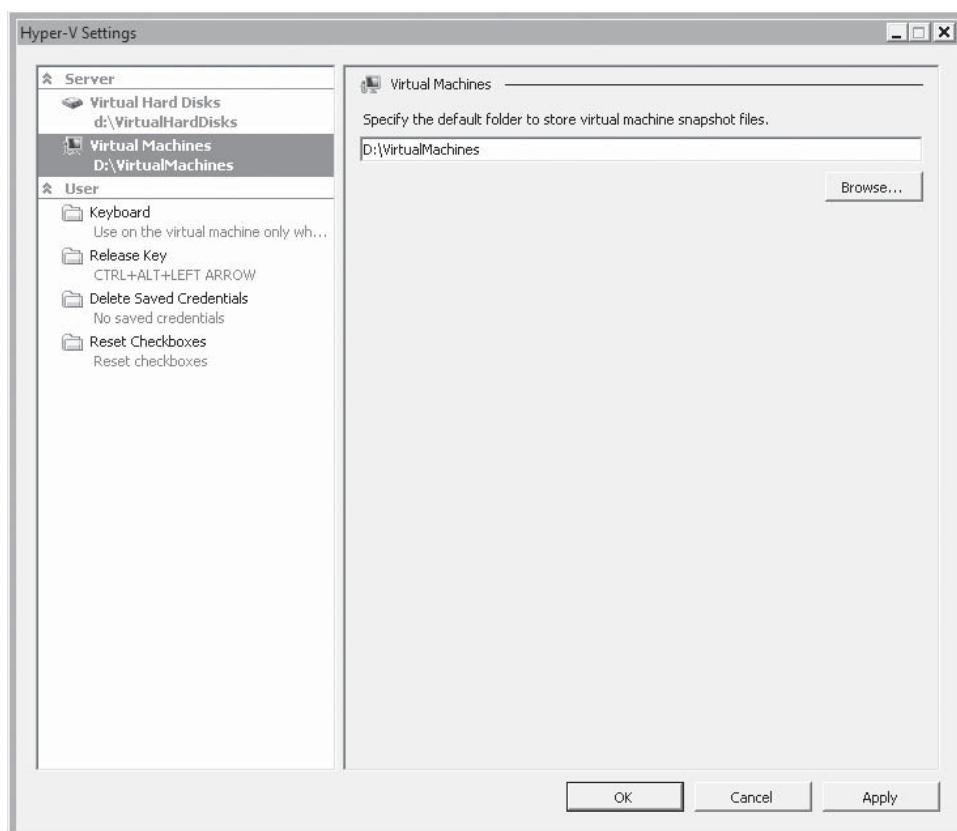 Hyper-V Settings
Server
Virtual Hard Disks
d:\VirtualHardDisks
Virtual Machines
D:\VirtualMachines
User
Keyboard
Use on the virtual machine only wh...
Release Key
CTRL+ALT+LEFT ARROW
Delete Saved Credentials
No saved credentials
Reset Checkboxes
Reset checkboxes
Virtual Machines
Specify the default folder to store virtual machine snapshot files.
D:\VirtualMachines
Browse...
OK
Cancel
Apply